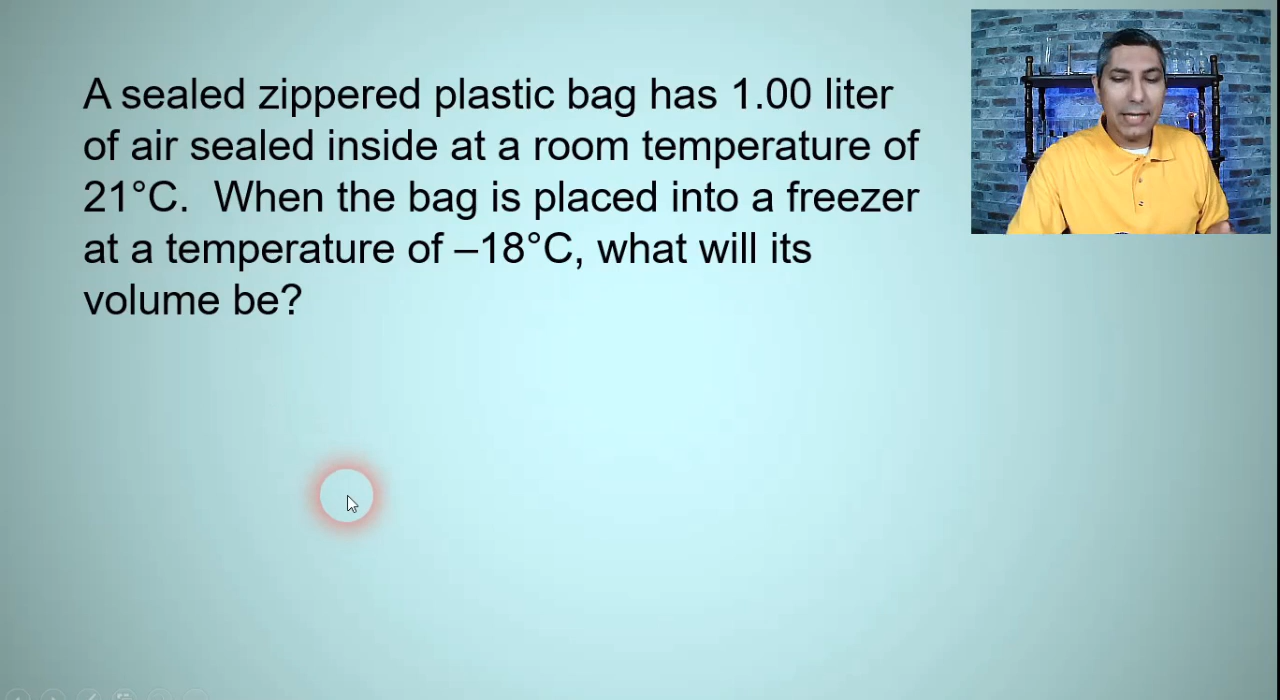 A sealed zippered plastic bag has 1.00 liter
of air sealed inside at a room temperature of
21°C.  When the bag is placed into a freezer
at a temperature of –18°C, what will its
volume be?